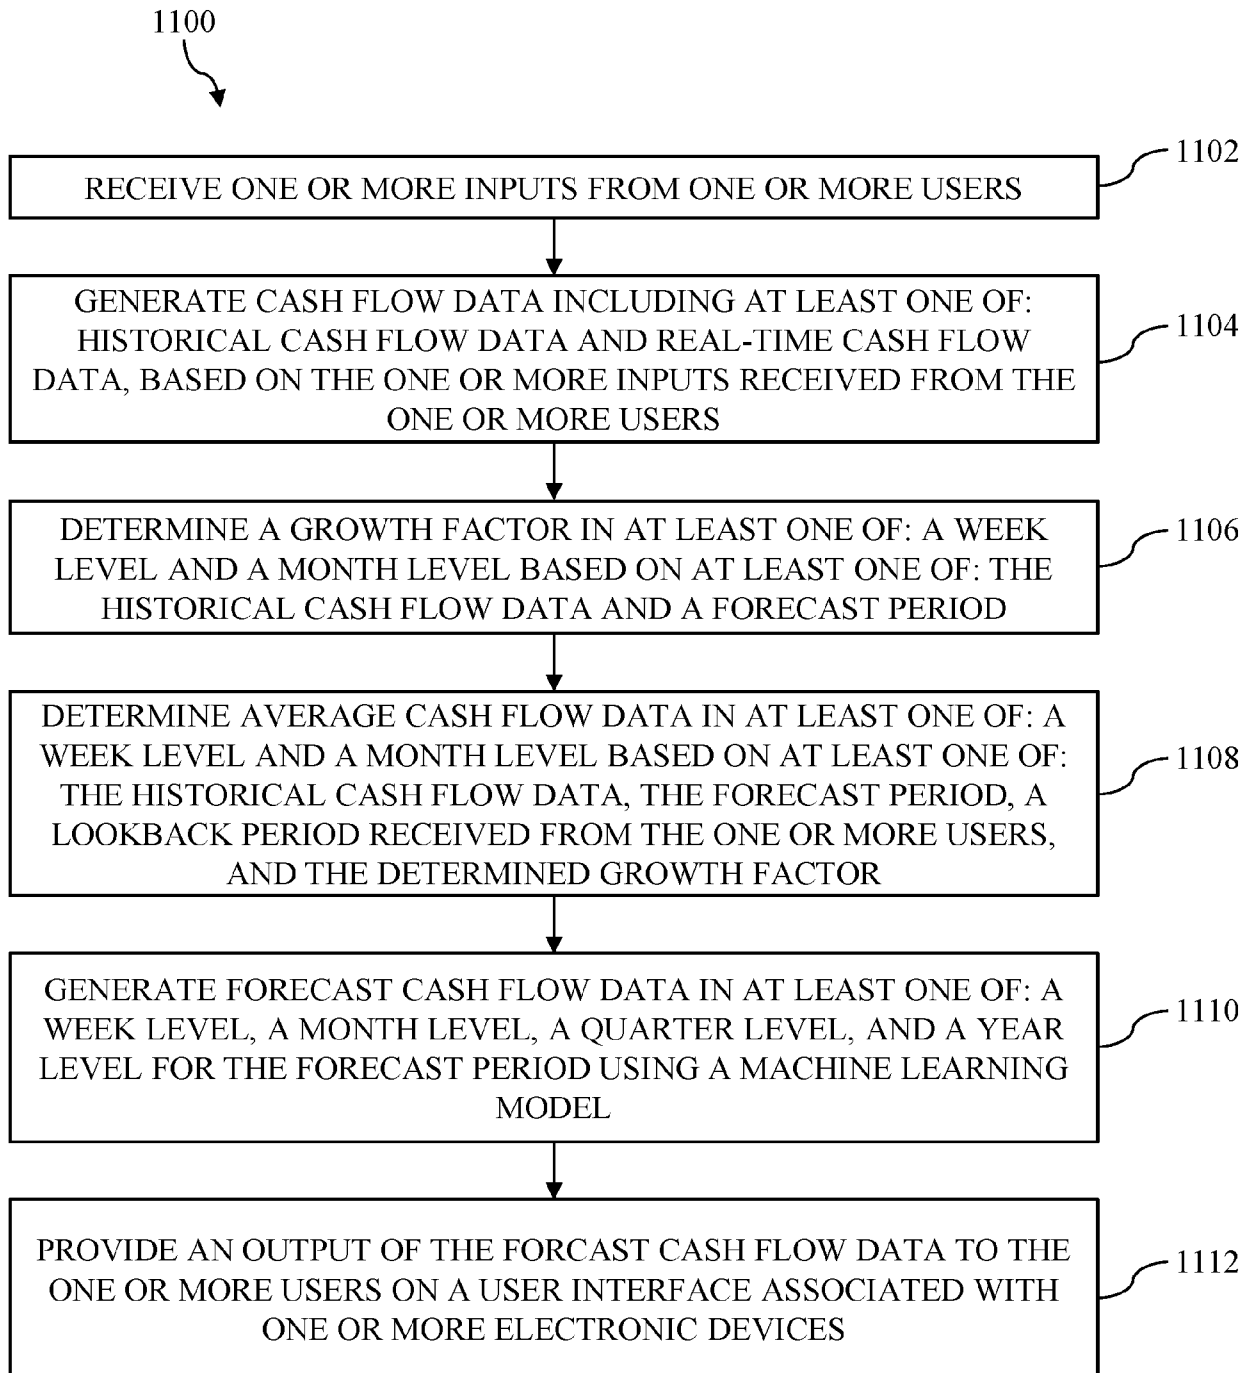 1100
1102
RECEIVE ONE OR MORE INPUTS FROM ONE OR MORE USERS
GENERATE CASH FLOW DATA INCLUDING AT LEAST ONE OF:
HISTORICAL CASH FLOW DATA AND REAL-TIME CASH FLOW
DATA, BASED ON THE ONE OR MORE INPUTS RECEIVED FROM THE
ONE OR MORE USERS
1104
DETERMINE A GROWTH FACTOR IN AT LEAST ONE OF: A WEEK
LEVEL AND A MONTH LEVEL BASED ON AT LEAST ONE OF: THE
HISTORICAL CASH FLOW DATA AND A FORECAST PERIOD
1106
DETERMINE AVERAGE CASH FLOW DATA IN AT LEAST ONE OF: A
WEEK LEVEL AND A MONTH LEVEL BASED ON AT LEAST ONE OF:
THE HISTORICAL CASH FLOW DATA, THE FORECAST PERIOD, A
LOOKBACK PERIOD RECEIVED FROM THE ONE OR MORE USERS,
AND THE DETERMINED GROWTH FACTOR
1108
GENERATE FORECAST CASH FLOW DATA IN AT LEAST ONE OF: A
WEEK LEVEL, A MONTH LEVEL, A QUARTER LEVEL, AND A YEAR
LEVEL FOR THE FORECAST PERIOD USING A MACHINE LEARNING
MODEL
1110
PROVIDE AN OUTPUT OF THE FORCAST CASH FLOW DATA TO THE
ONE OR MORE USERS ON A USER INTERFACE ASSOCIATED WITH
ONE OR MORE ELECTRONIC DEVICES
1112